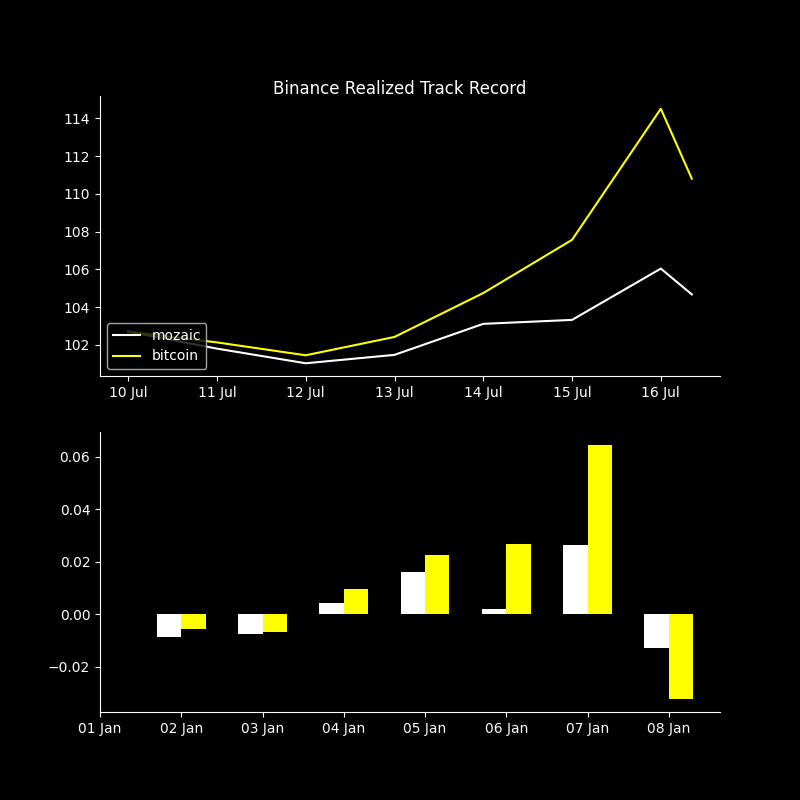 Binance Realized Track Record
114
112
110
108
106
104
102
mozaic
bitcoin
10 Jul 11 Jul 12 Jul 13 Jul 14 Jul 15 Jul 16 Jul
0.06
0.04
0.02
0.00
−0.02
01 Jan 02 Jan 03 Jan 04 Jan 05 Jan 06 Jan 07 Jan 08 Jan